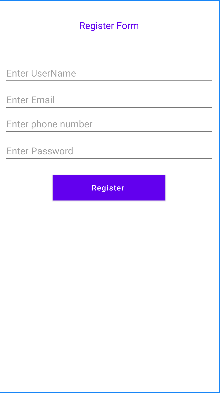 Register Form
Enter UserName
Enter Email
Enter phone number
Enter Password
Register